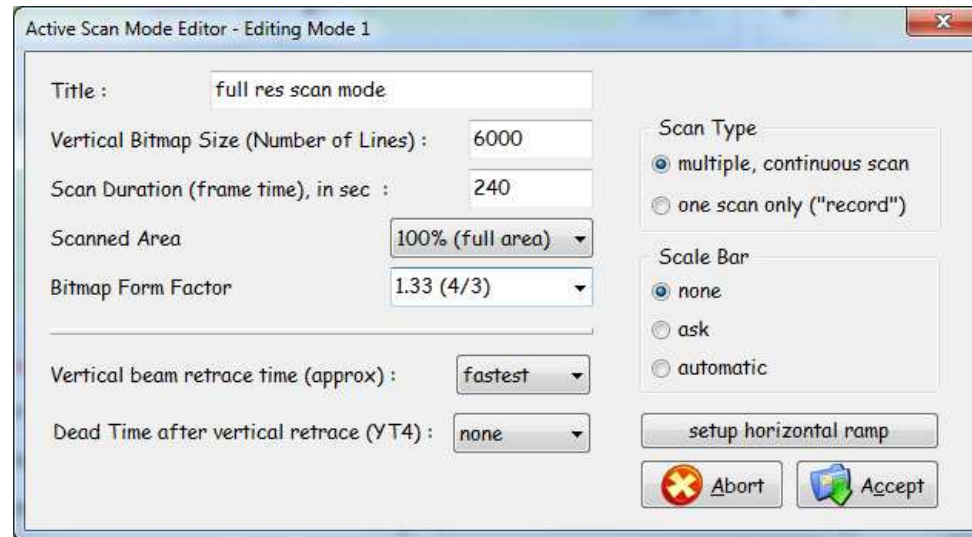 Active Scan Mode Editor - Editing Mode 1
Title :
full res scan mode
Vertical Bitmap Size (Number of Lines) :
6000
Scan Duration (frame time), in sec :
240
Scanned Area
100% (full area)
Bitmap Form Factor
1.33 (4/3)
Vertical beam retrace time (approx) :
fastest
Dead Time after vertical retrace (YT4) :
none
Scan Type
multiple, continuous scan
one scan only ("record")
Scale Bar
none
ask
automatic
setup horizontal ramp
Abort
Accept